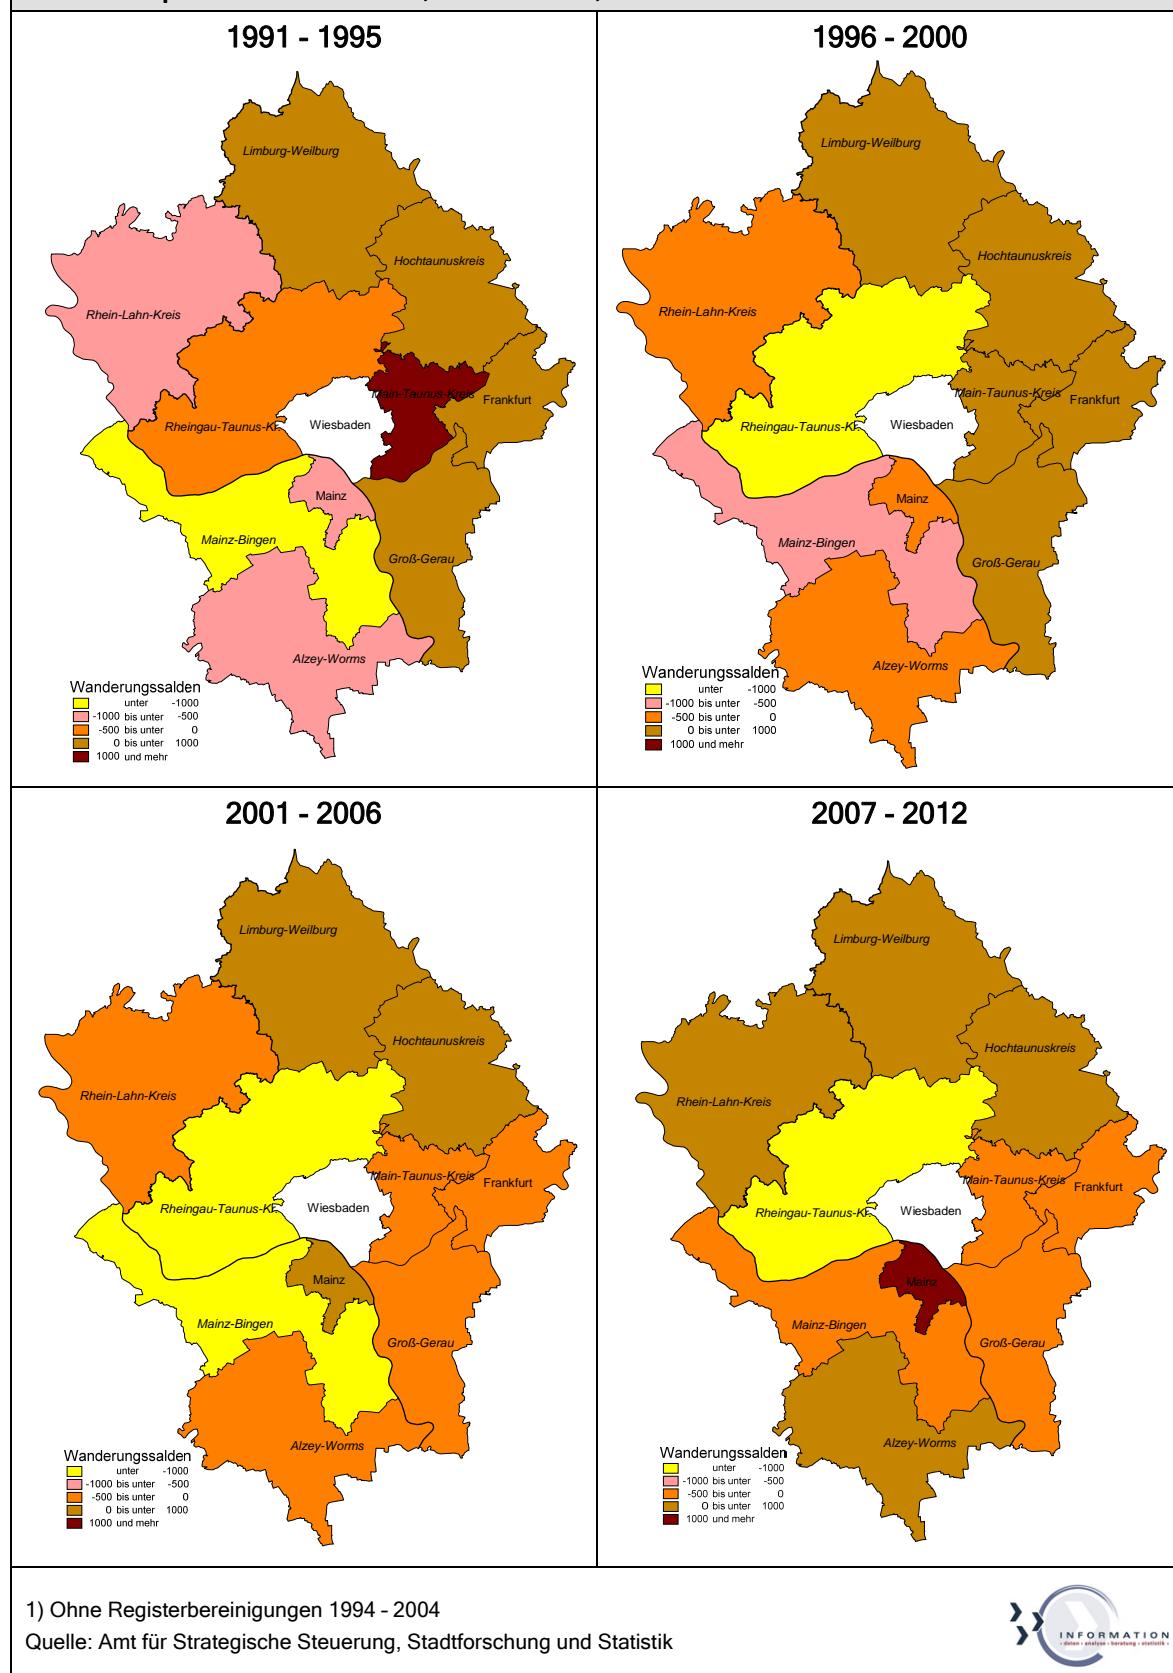 1991 - 1995
Limburg-Weilburg
Hochtaunuskreis
Rhein-Lahn-Kreis
Main-Taunus-Kreis
Frankfurt
Rheingau-Taunus-Kr.
Wiesbaden
Mainz
Mainz-Bingen
Groß-Gerau
Alzey-Worms
Wanderungssalden
unter -1000
-1000 bis unter -500
-500 bis unter 0
0 bis unter 1000
1000 und mehr
1996 - 2000
Limburg-Weilburg
Hochtaunuskreis
Rhein-Lahn-Kreis
Main-Taunus-Kreis
Frankfurt
Rheingau-Taunus-Kr.
Wiesbaden
Mainz
Mainz-Bingen
Groß-Gerau
Alzey-Worms
Wanderungssalden
unter -1000
-1000 bis unter -500
-500 bis unter 0
0 bis unter 1000
1000 und mehr
2001 - 2006
Limburg-Weilburg
Hochtaunuskreis
Rhein-Lahn-Kreis
Main-Taunus-Kreis
Frankfurt
Rheingau-Taunus-Kr.
Wiesbaden
Mainz
Mainz-Bingen
Groß-Gerau
Alzey-Worms
Wanderungssalden
unter -1000
-1000 bis unter -500
-500 bis unter 0
0 bis unter 1000
1000 und mehr
2007 - 2012
Limburg-Weilburg
Hochtaunuskreis
Rhein-Lahn-Kreis
Main-Taunus-Kreis
Frankfurt
Rheingau-Taunus-Kr.
Wiesbaden
Mainz
Mainz-Bingen
Groß-Gerau
Alzey-Worms
Wanderungssalden
unter -1000
-1000 bis unter -500
-500 bis unter 0
0 bis unter 1000
1000 und mehr
1) Ohne Registerbereinigungen 1994 - 2004
Quelle: Amt für Strategische Steuerung, Stadtforschung und Statistik
INFORMATION
daten • analyse • beratung • statistik